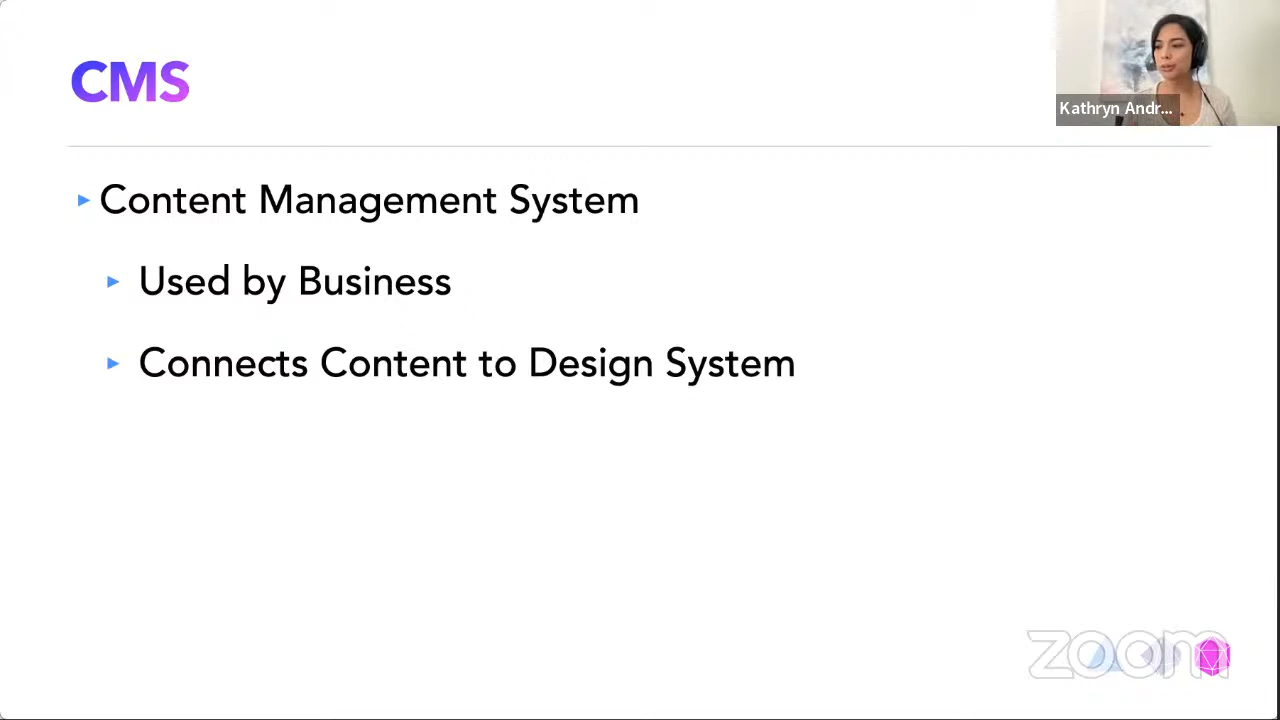 CMS
Kathryn Andr...
Content Management System
Used by Business
Connects Content to Design System
zoom